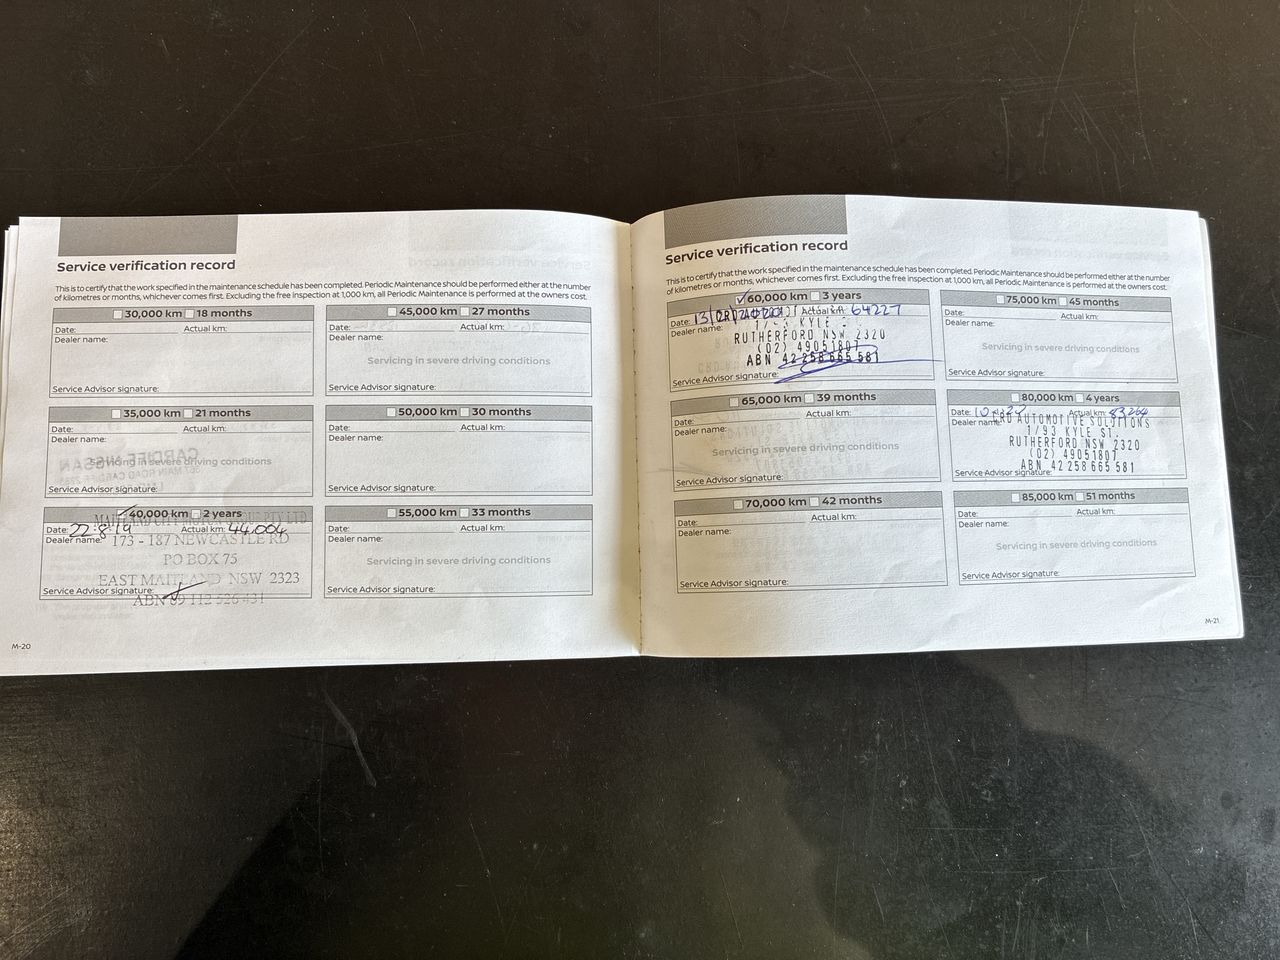 Service verification record
This is to certify that the work specified in the maintenance schedule has been completed. Periodic Maintenance should be performed either at the number
of kilometres or months, whichever comes first. Excluding the free inspection at 1,000 km, all Periodic Maintenance is performed at the owners cost.
30,000 km 18 months
Date: Actual km:
Dealer name:
Service Advisor signature:
35,000 km 21 months
Date: Actual km:
Dealer name:
Servicing in severe driving conditions
Service Advisor signature:
40,000 km 2 years
Date: 22.8.19 Actual km: 44,004
Dealer name: 173 - 187 NEWCASTLE RD
PO BOX 75
EAST MAITLAND NSW 2323
Service Advisor signature:
ABN 89 112 526 431
45,000 km 27 months
Date: Actual km:
Dealer name:
Servicing in severe driving conditions
Service Advisor signature:
50,000 km 30 months
Date: Actual km:
Dealer name:
Service Advisor signature:
55,000 km 33 months
Date: Actual km:
Dealer name:
Servicing in severe driving conditions
Service Advisor signature:
M-20
Service verification record
This is to certify that the work specified in the maintenance schedule has been completed. Periodic Maintenance should be performed either at the number
of kilometres or months, whichever comes first. Excluding the free inspection at 1,000 km, all Periodic Maintenance is performed at the owners cost.
60,000 km 3 years
Date: Actual km: 64227
Dealer name: KYLE
RUTHERFORD NSW 2320
(02) 49051807
ABN 42 258 665 581
Service Advisor signature:
65,000 km 39 months
Date: Actual km:
Dealer name:
Servicing in severe driving conditions
Service Advisor signature:
70,000 km 42 months
Date: Actual km:
Dealer name:
Service Advisor signature:
75,000 km 45 months
Date: Actual km:
Dealer name:
Servicing in severe driving conditions
Service Advisor signature:
80,000 km 4 years
Date: Actual km: 83264
Dealer name: CRD AUTOMOTIVE SOLUTIONS
1/93 KYLE ST.
RUTHERFORD NSW 2320
(02) 49051807
ABN 42 258 665 581
Service Advisor signature:
85,000 km 51 months
Date: Actual km:
Dealer name:
Servicing in severe driving conditions
Service Advisor signature:
M-21